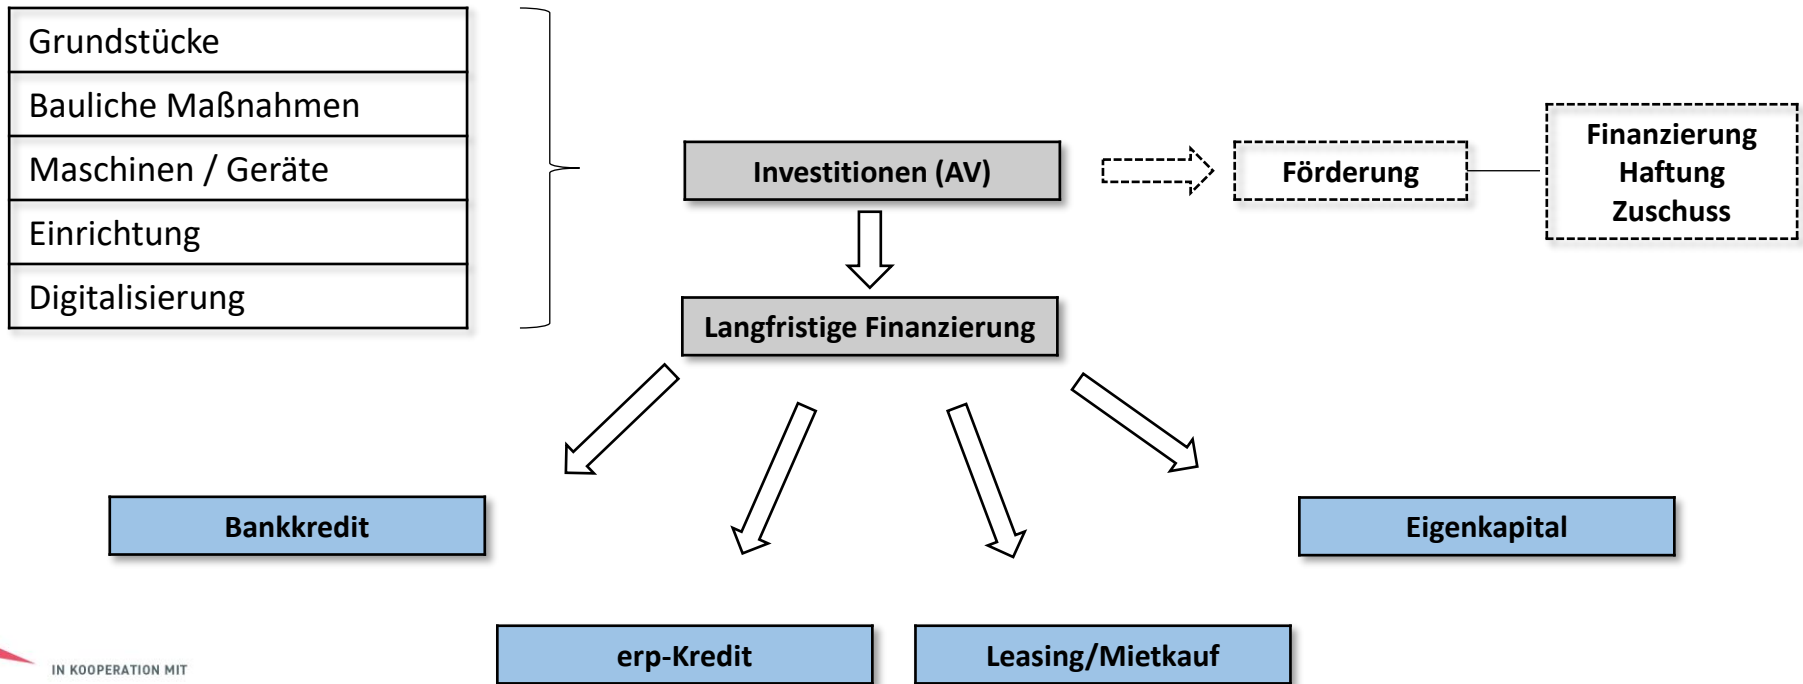 Grundstücke
Bauliche Maßnahmen
Maschinen / Geräte
Einrichtung
Digitalisierung
Investitionen (AV)
Förderung
Finanzierung
Haftung
Zuschuss
Langfristige Finanzierung
Bankkredit
Eigenkapital
erp-Kredit
Leasing/Mietkauf
IN KOOPERATION MIT